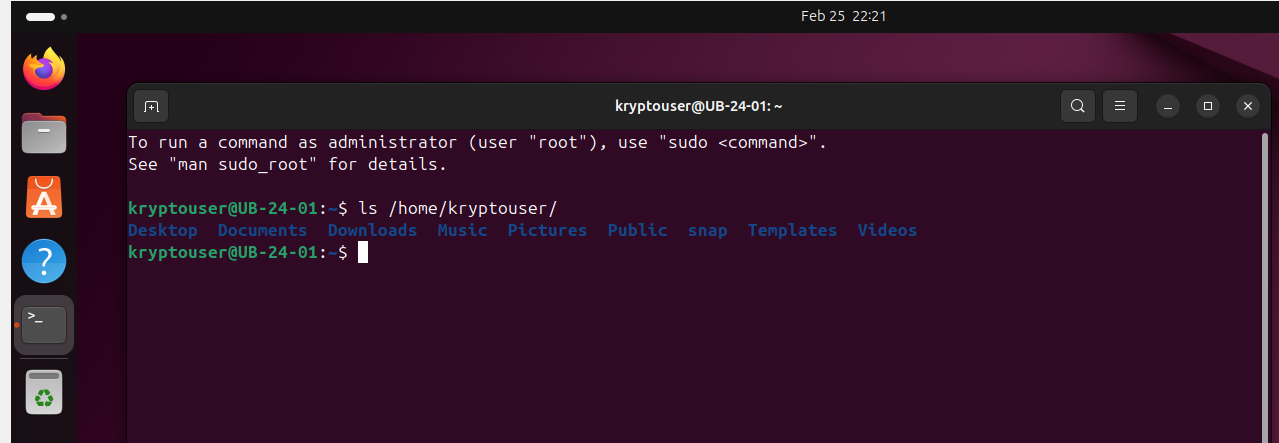 Feb 25 22:21
kryptouser@UB-24-01: ~
To run a command as administrator (user "root"), use "sudo <command>".
See "man sudo_root" for details.
kryptouser@UB-24-01:~$ ls /home/kryptouser/
Desktop Documents Downloads Music Pictures Public snap Templates Videos
kryptouser@UB-24-01:~$
?
>_